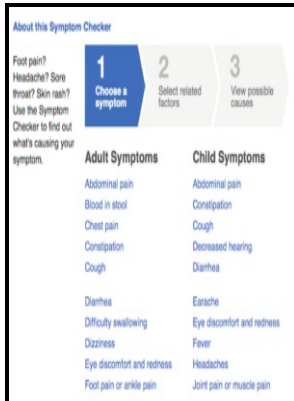 About this Symptom Checker
Foot pain?
Headache? Sore
throat? Skin rash?
Use the Symptom
Checker to find out
what's causing your
symptom.
1
Choose a
symptom
2
Select related
factors
3
View possible
causes
Adult Symptoms
Abdominal pain
Blood in stool
Chest pain
Constipation
Cough
Diarrhea
Difficulty swallowing
Dizziness
Eye discomfort and redness
Foot pain or ankle pain
Child Symptoms
Abdominal pain
Constipation
Cough
Decreased hearing
Diarrhea
Earache
Eye discomfort and redness
Fever
Headaches
Joint pain or muscle pain